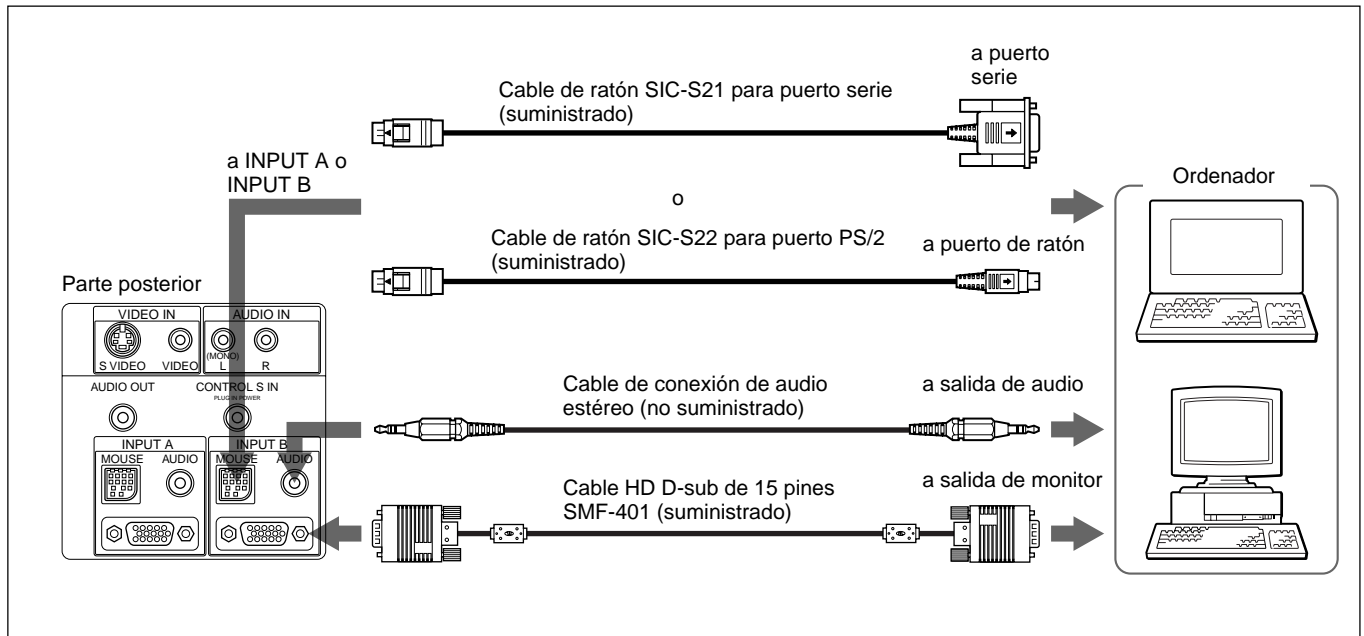 a puerto
serie
Cable de ratón SIC-S21 para puerto serie
(suministrado)
a INPUT A o
INPUT B
Ordenador
o
Cable de ratón SIC-S22 para puerto PS/2
(suministrado)
a puerto de ratón
Parte posterior
VIDEO IN
AUDIO IN
(MONO)
S VIDEO VIDEO L R
AUDIO OUT
CONTROL S IN
PLUG IN POWER
Cable de conexión de audio
estéreo (no suministrado)
a salida de audio
INPUT A
INPUT B
MOUSE AUDIO
MOUSE AUDIO
Cable HD D-sub de 15 pines
SMF-401 (suministrado)
a salida de monitor